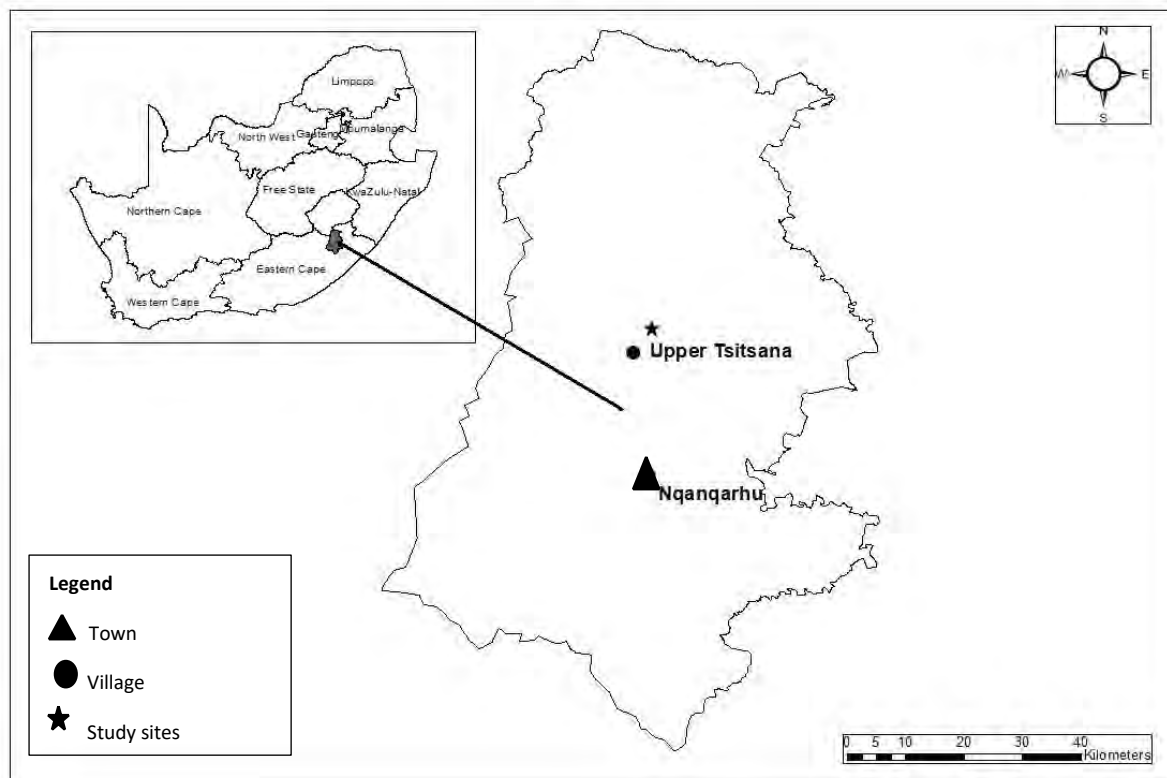 Limpopo
North West
Gauteng
Mpumalanga
Free State
KwaZulu-Natal
Northern Cape
Eastern Cape
Western Cape
N
W
E
S
Upper Tsitsana
Nqanqarhu
Legend
Town
Village
Study sites
0 5 10 20 30 40
Kilometers